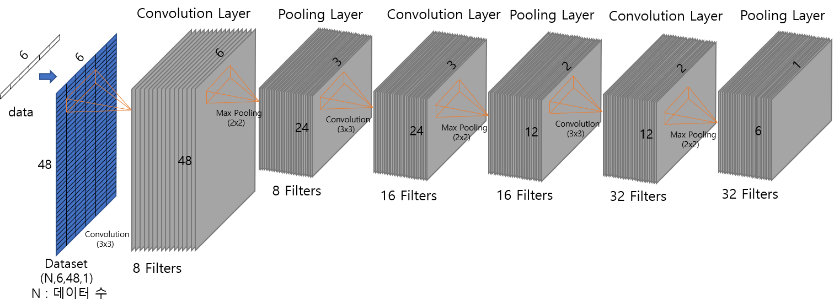 Convolution Layer
Pooling Layer
Convolution Layer
Pooling Layer
Convolution Layer
Pooling Layer
6
data
6
48
Convolution
(3x3)
Dataset
(N,6,48,1)
N : 데이터 수
6
48
Max Pooling
(2x2)
8 Filters
3
24
Convolution
(3x3)
8 Filters
3
24
Max Pooling
(2x2)
16 Filters
2
12
Convolution
(3x3)
16 Filters
2
12
Max Pooling
(2x2)
32 Filters
1
6
32 Filters